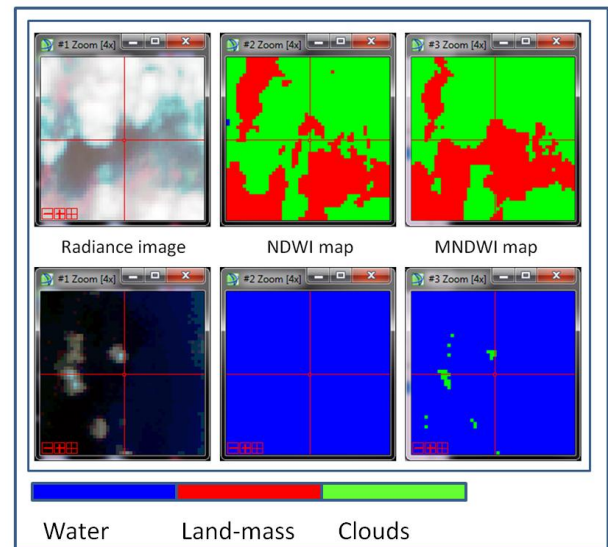 #1 Zoom [4x]
#2 Zoom [4x]
#3 Zoom [4x]
Radiance image
NDWI map
MNDWI map
#1 Zoom [4x]
#2 Zoom [4x]
#3 Zoom [4x]
Water
Land-mass
Clouds